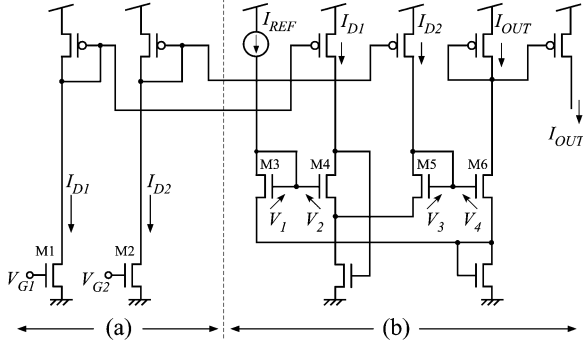 I_REF I_D1 I_D2 I_OUT
I_OUT
M3 M4 M5 M6
I_D1 I_D2
V_1 V_2 V_3 V_4
M1 M2
V_G1 V_G2
(a) (b)